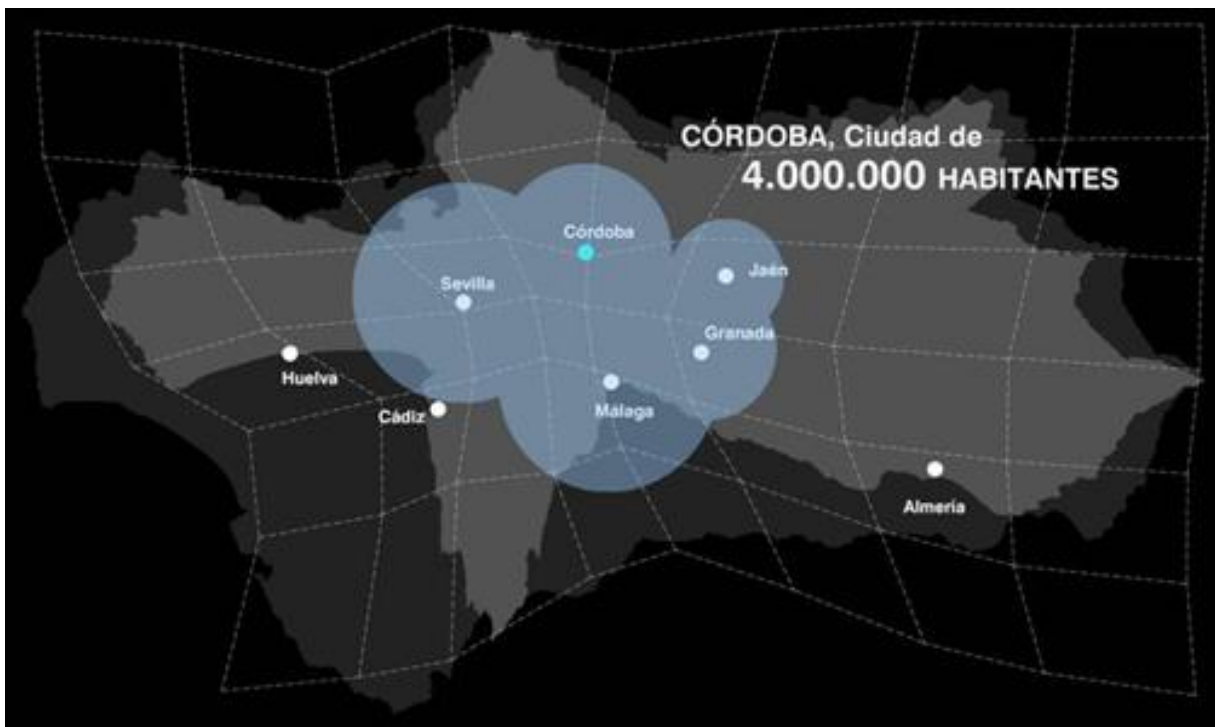 CÓRDOBA, Ciudad de
4.000.000 HABITANTES
Córdoba
Jaén
Sevilla
Granada
Huelva
Cádiz
Málaga
Almería